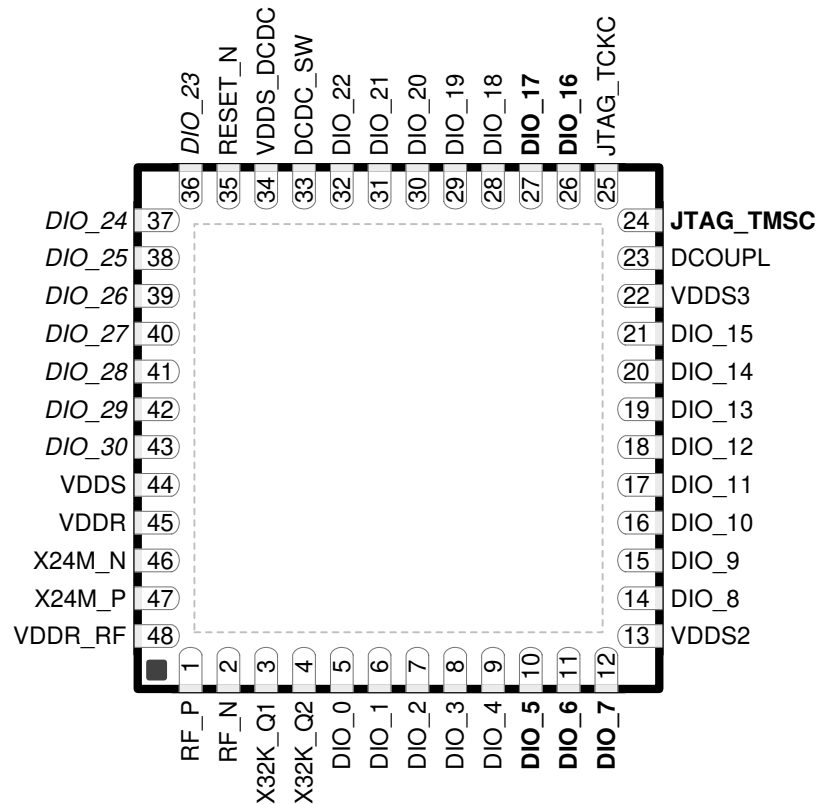 DIO_23
RESET_N
VDDS_DCDC
DCDC_SW
DIO_22
DIO_21
DIO_20
DIO_19
DIO_18
DIO_17
DIO_16
JTAG_TCKC
36
35
34
33
32
31
30
29
28
27
26
25
DIO_24 37
DIO_25 38
DIO_26 39
DIO_27 40
DIO_28 41
DIO_29 42
DIO_30 43
VDDS 44
VDDR 45
X24M_N 46
X24M_P 47
VDDR_RF 48
24 JTAG_TMSC
23 DCOUPL
22 VDDS3
21 DIO_15
20 DIO_14
19 DIO_13
18 DIO_12
17 DIO_11
16 DIO_10
15 DIO_9
14 DIO_8
13 VDDS2
1
2
3
4
5
6
7
8
9
10
11
12
RF_P
RF_N
X32K_Q1
X32K_Q2
DIO_0
DIO_1
DIO_2
DIO_3
DIO_4
DIO_5
DIO_6
DIO_7